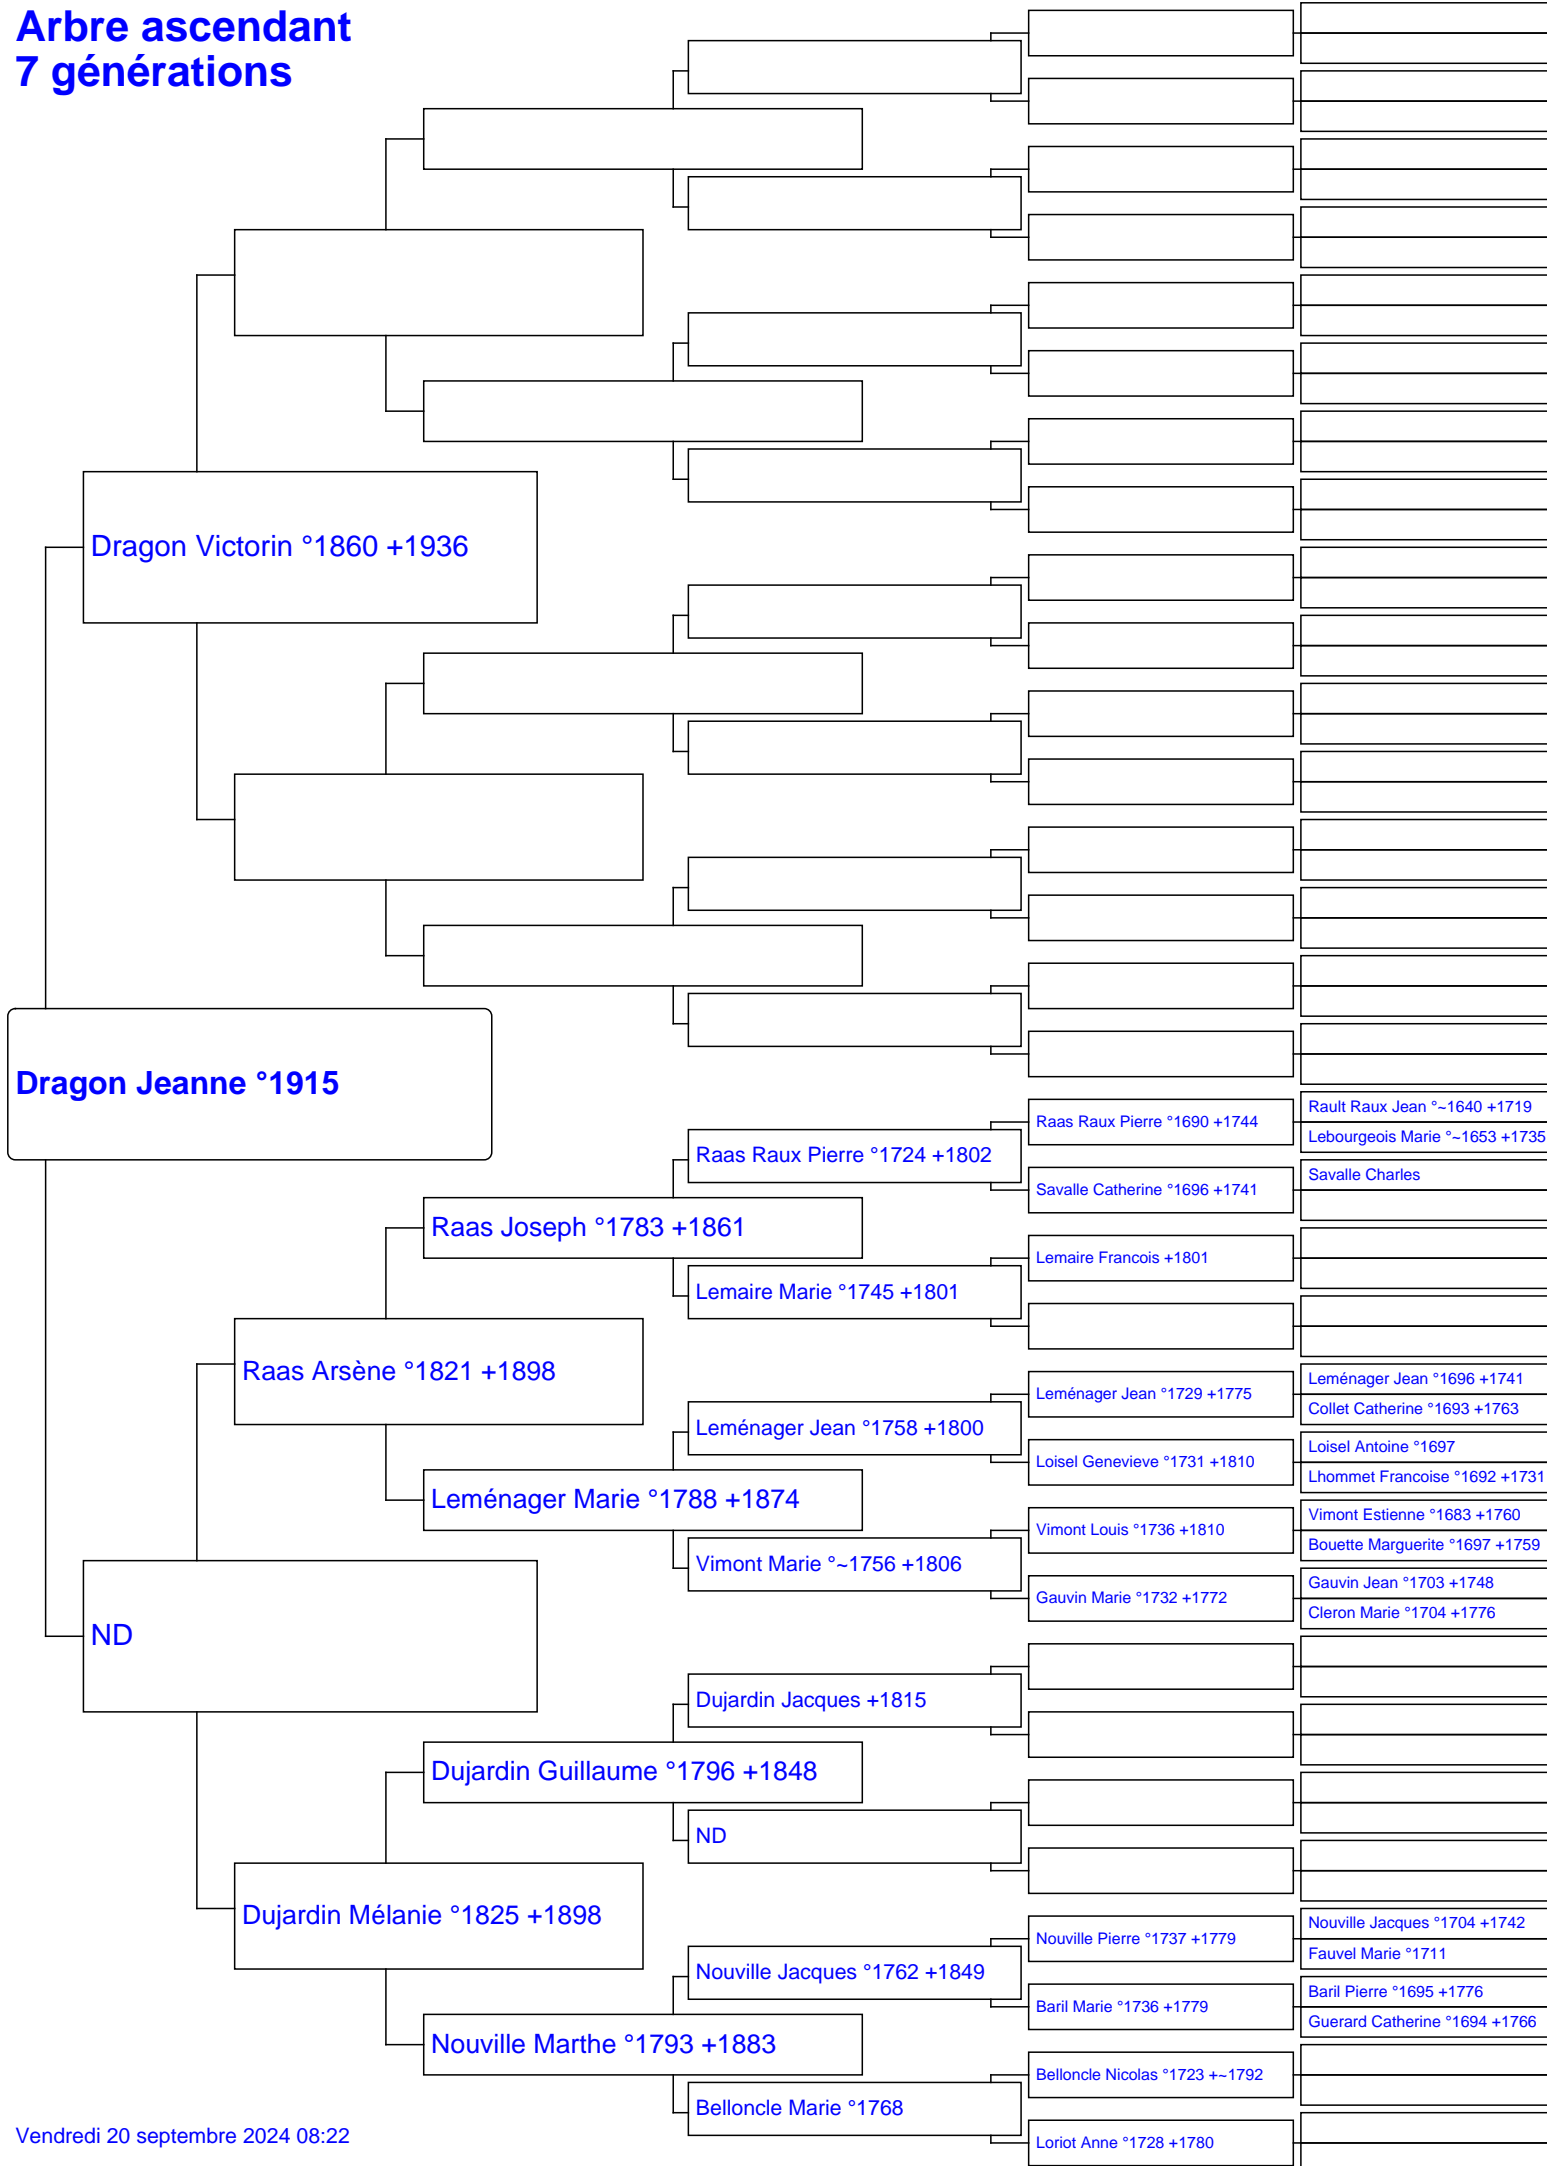 Arbre ascendant
7 générations
Dragon Victorin °1860 +1936
Dragon Jeanne °1915
Rault Raux Jean °~1640 +1719
Raas Raux Pierre °1690 +1744
Lebourgeois Marie °~1653 +1735
Raas Raux Pierre °1724 +1802
Savalle Charles
Savalle Catherine °1696 +1741
Raas Joseph °1783 +1861
Lemaire Francois +1801
Lemaire Marie °1745 +1801
Raas Arsène °1821 +1898
Leménager Jean °1696 +1741
Leménager Jean °1729 +1775
Collet Catherine °1693 +1763
Leménager Jean °1758 +1800
Loisel Antoine °1697
Loisel Genevieve °1731 +1810
Lhommet Francoise °1692 +1731
Leménager Marie °1788 +1874
Vimont Estienne °1683 +1760
Vimont Louis °1736 +1810
Bouette Marguerite °1697 +1759
Vimont Marie °~1756 +1806
Gauvin Jean °1703 +1748
Gauvin Marie °1732 +1772
Cleron Marie °1704 +1776
ND
Dujardin Jacques +1815
Dujardin Guillaume °1796 +1848
ND
Dujardin Mélanie °1825 +1898
Nouville Jacques °1704 +1742
Nouville Pierre °1737 +1779
Fauvel Marie °1711
Nouville Jacques °1762 +1849
Baril Pierre °1695 +1776
Baril Marie °1736 +1779
Guerard Catherine °1694 +1766
Nouville Marthe °1793 +1883
Belloncle Nicolas °1723 +~1792
Belloncle Marie °1768
Loriot Anne °1728 +1780
Vendredi 20 septembre 2024 08:22